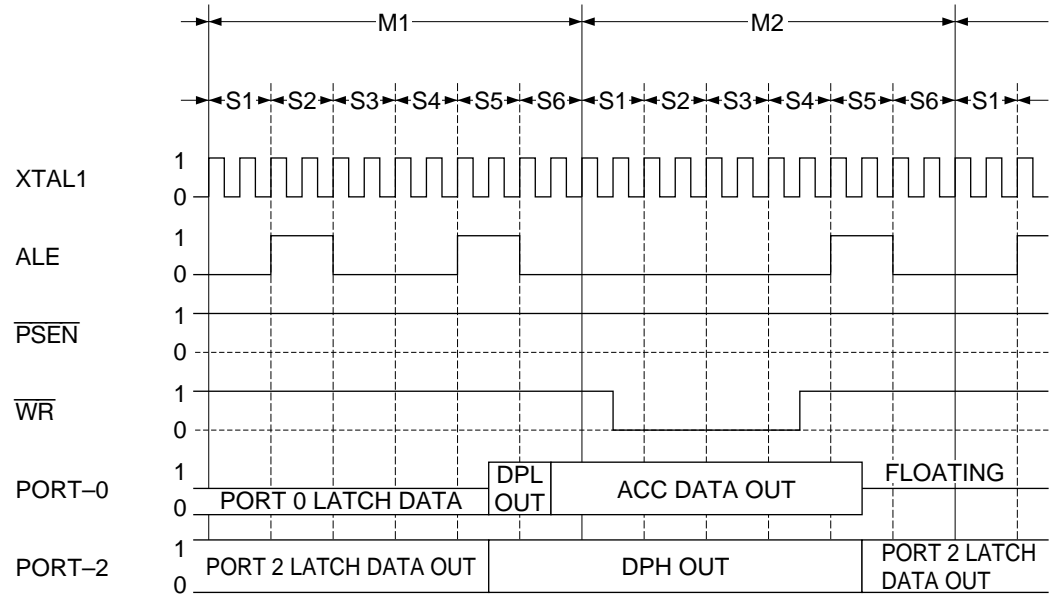 M1 M2
S1 S2 S3 S4 S5 S6 S1 S2 S3 S4 S5 S6 S1
XTAL1 1
0
ALE 1
0
PSEN 1
0
WR 1
0
PORT–0 1
0
PORT 0 LATCH DATA
DPL
OUT
ACC DATA OUT
FLOATING
PORT–2 1
0
PORT 2 LATCH DATA OUT
DPH OUT
PORT 2 LATCH
DATA OUT